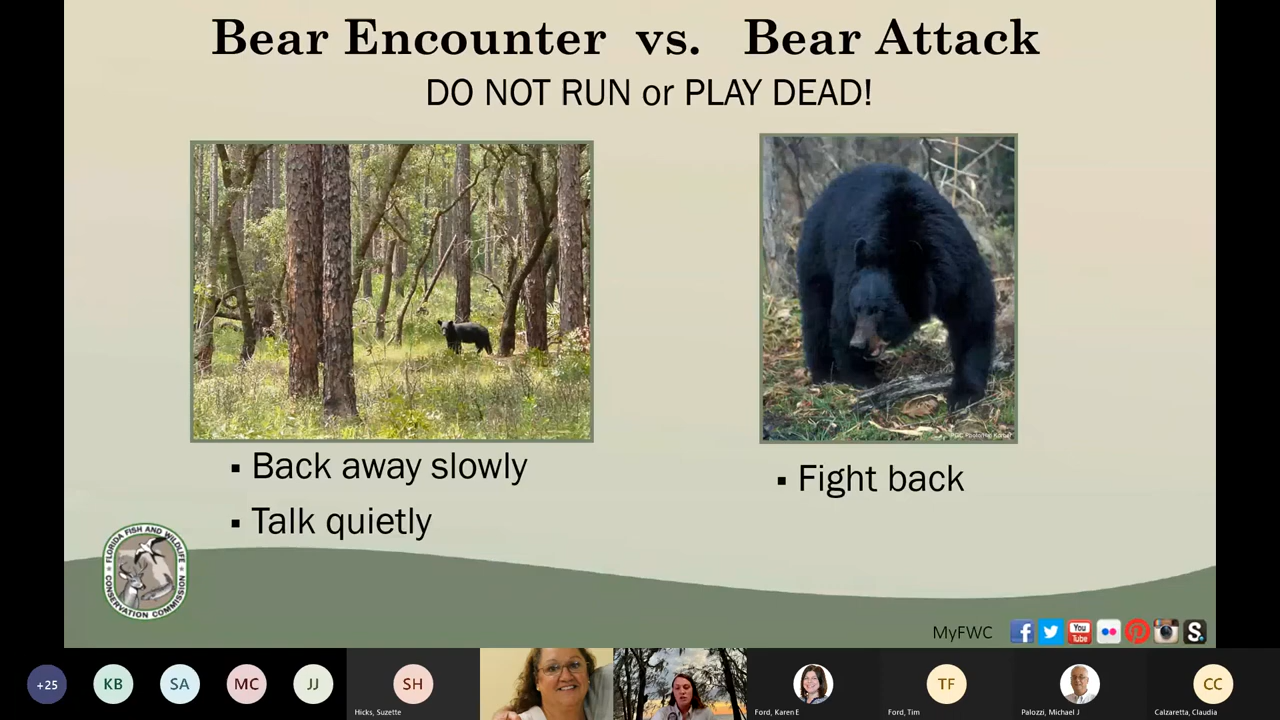 Bear Encounter vs. Bear Attack
DO NOT RUN or PLAY DEAD!
▪ Back away slowly
▪ Talk quietly
▪ Fight back
FLORIDA FISH AND WILDLIFE
CONSERVATION COMMISSION
MyFWC
You
Tube
S.
+25
KB
SA
MC
JJ
SH
TF
CC
Hicks, Suzette
Ford, Karen E
Ford, Tim
Palozzi, Michael J
Calzaretta, Claudia